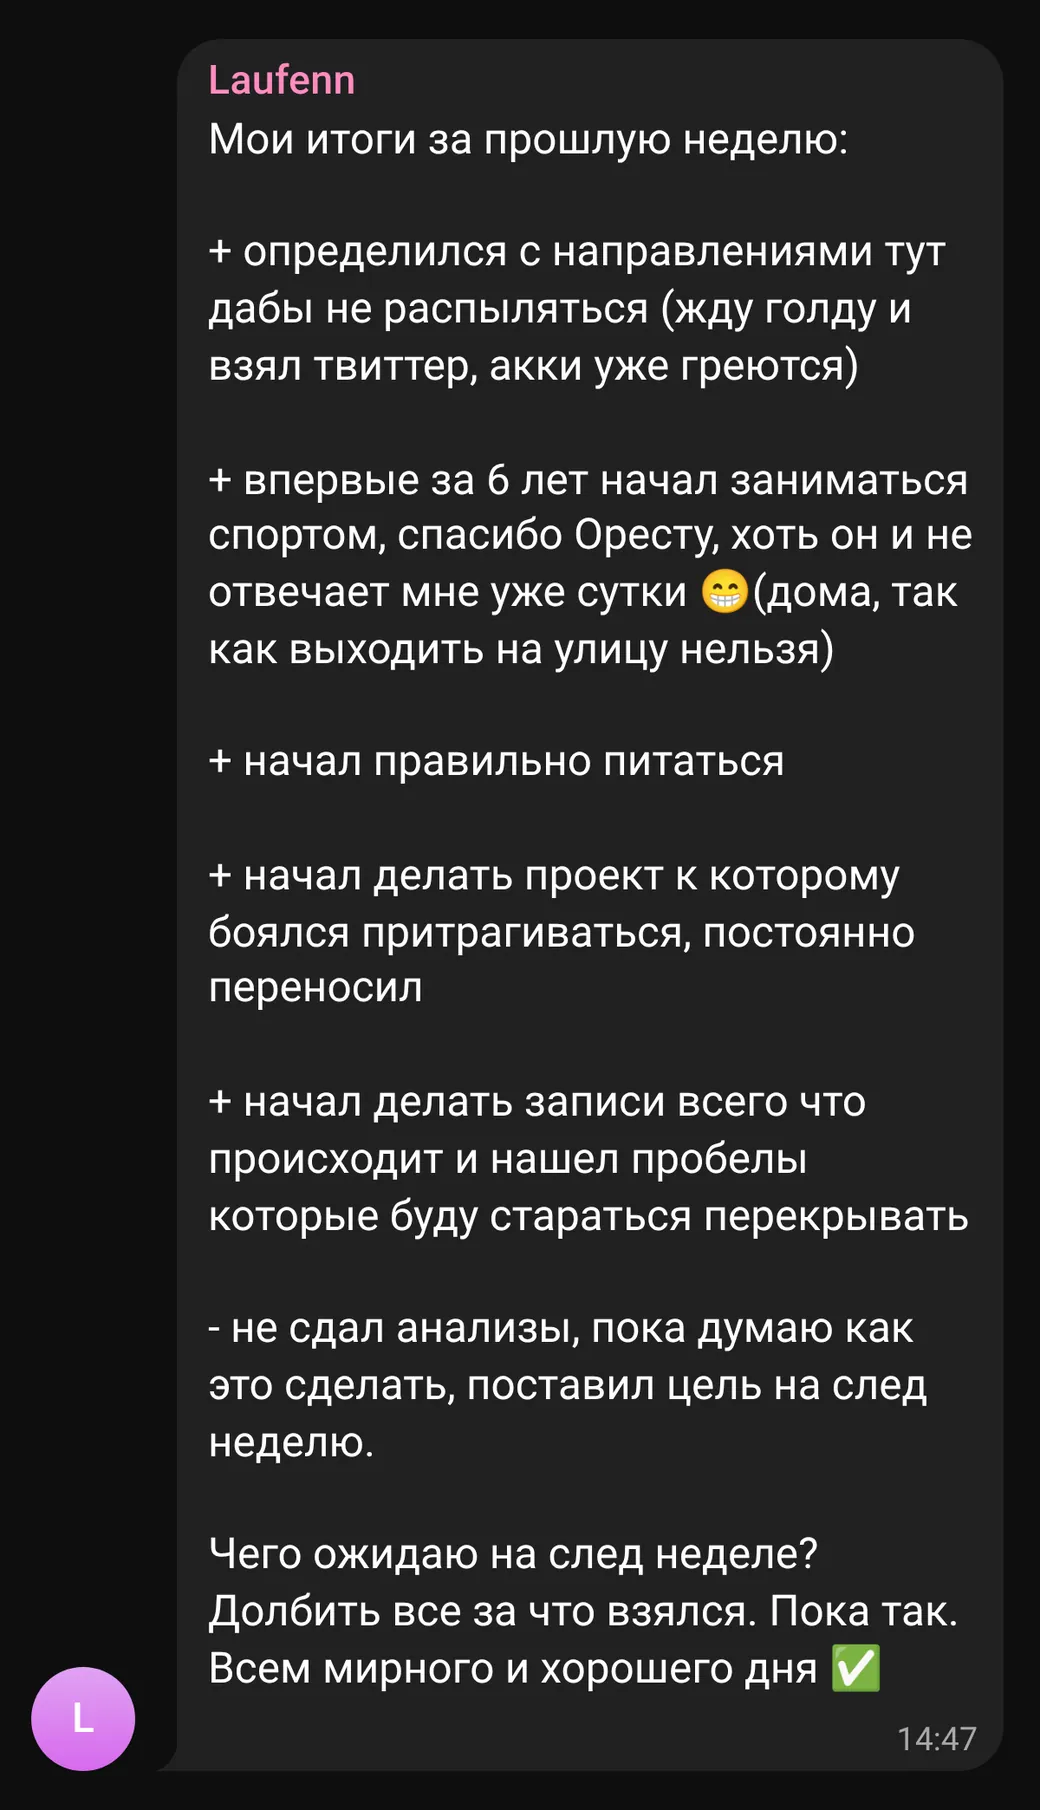 Laufenn
Мои итоги за прошлую неделю:
+ определился с направлениями тут
дабы не распыляться (жду голду и
взял твиттер, акки уже греются)
+ впервые за 6 лет начал заниматься
спортом, спасибо Оресту, хоть он и не
отвечает мне уже сутки 😁(дома, так
как выходить на улицу нельзя)
+ начал правильно питаться
+ начал делать проект к которому
боялся притрагиваться, постоянно
переносил
+ начал делать записи всего что
происходит и нашел пробелы
которые буду стараться перекрывать
- не сдал анализы, пока думаю как
это сделать, поставил цель на след
неделю.
Чего ожидаю на след неделе?
Долбить все за что взялся. Пока так.
Всем мирного и хорошего дня ✅
L
14:47